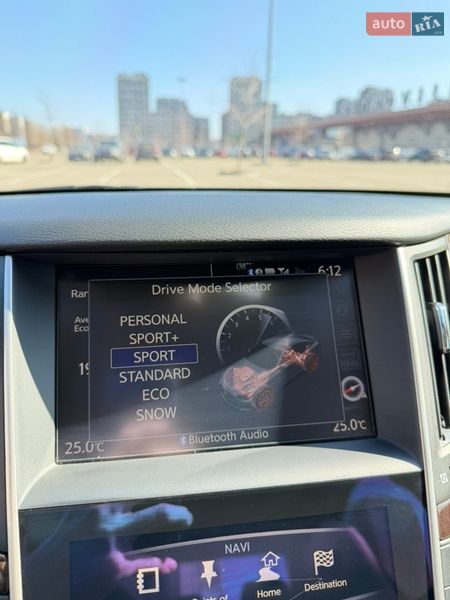 auto RIA
6:12
Drive Mode Selector
PERSONAL
SPORT+
SPORT
STANDARD
ECO
SNOW
25.0°C
25.0°C
Bluetooth Audio
NAVI
Home
Destination